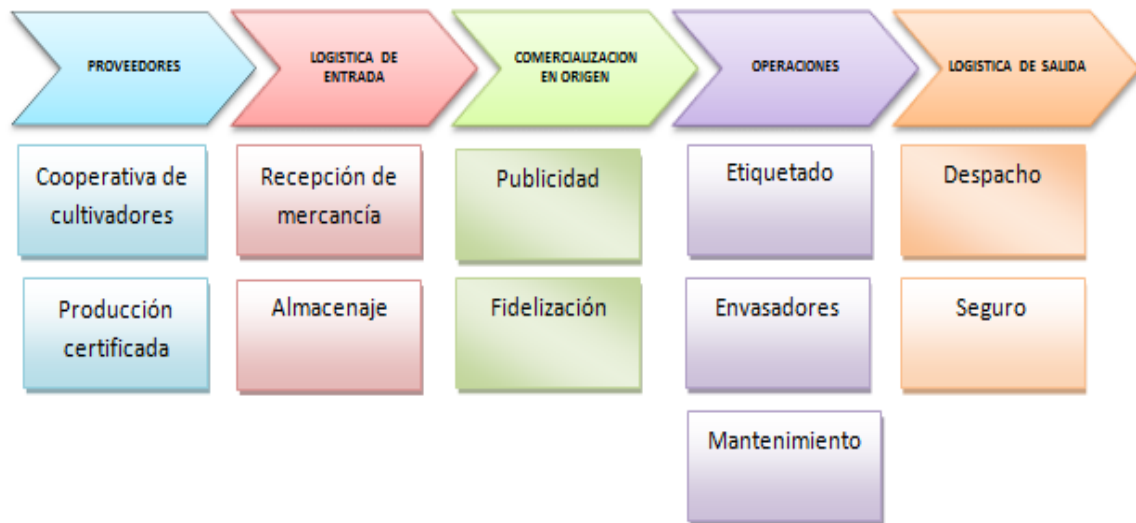 PROVEEDORES
LOGISTICA DE
ENTRADA
COMERCIALIZACION
EN ORIGEN
OPERACIONES
LOGISTICA DE SALIDA
Cooperativa de
cultivadores
Recepción de
mercancía
Publicidad
Etiquetado
Despacho
Producción
certificada
Almacenaje
Fidelización
Envasadores
Seguro
Mantenimiento